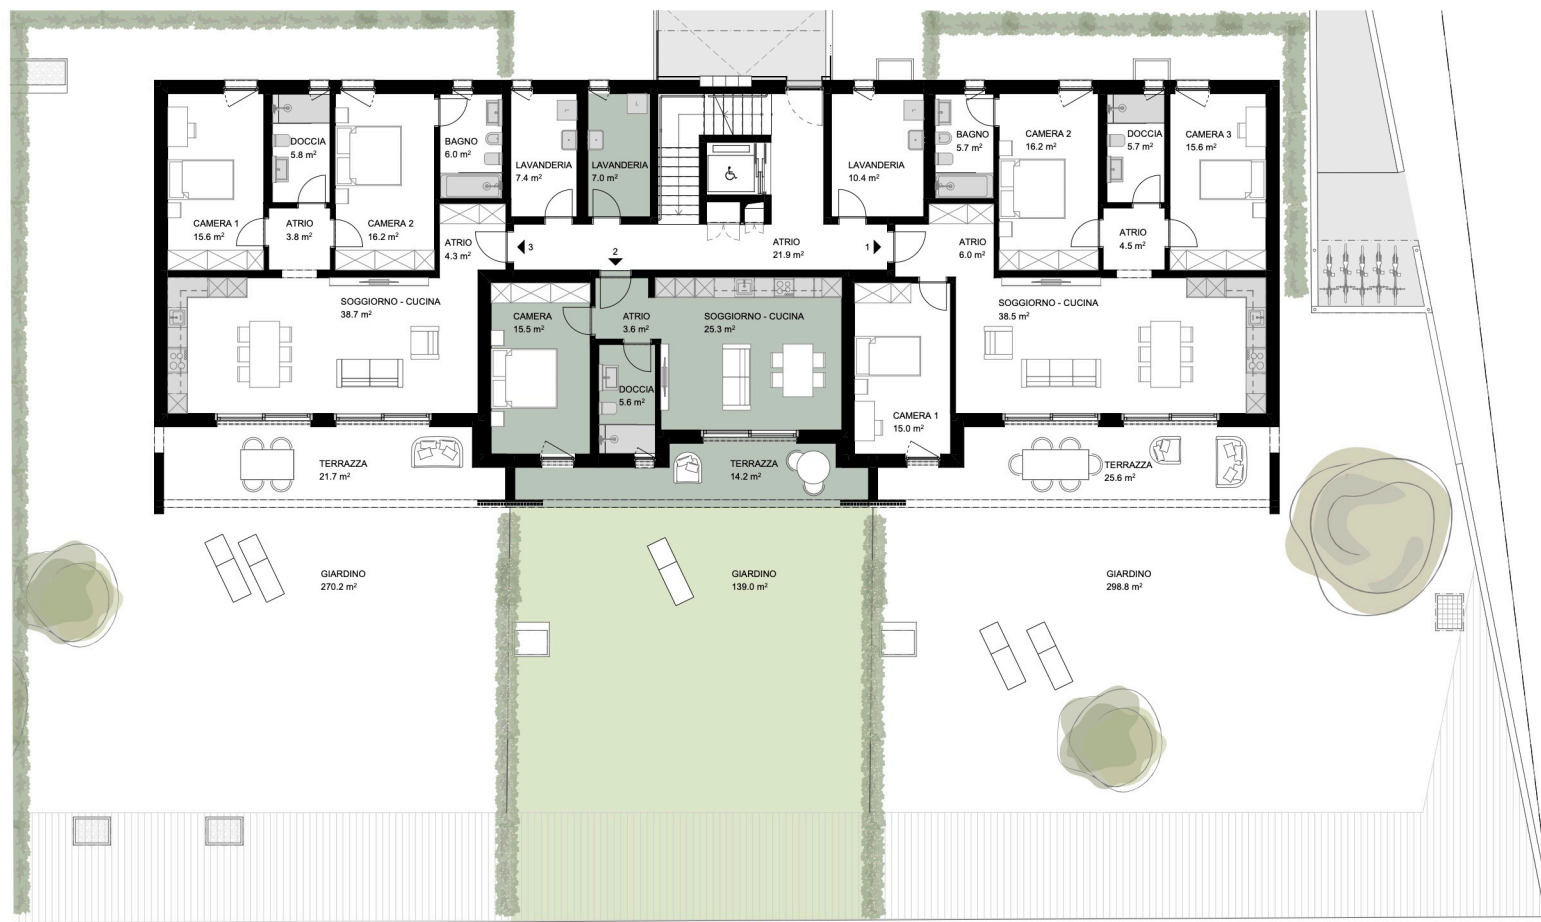 DOCCIA
5.8 m²
BAGNO
6.0 m²
LAVANDERIA
7.4 m²
LAVANDERIA
7.0 m²
LAVANDERIA
10.4 m²
BAGNO
5.7 m²
CAMERA 2
16.2 m²
DOCCIA
5.7 m²
CAMERA 3
15.6 m²
CAMERA 1
15.6 m²
ATRIO
3.8 m²
CAMERA 2
16.2 m²
ATRIO
4.3 m²
3
2
ATRIO
21.9 m²
1
ATRIO
6.0 m²
ATRIO
4.5 m²
SOGGIORNO - CUCINA
38.7 m²
CAMERA
15.5 m²
ATRIO
3.6 m²
SOGGIORNO - CUCINA
25.3 m²
SOGGIORNO - CUCINA
38.5 m²
DOCCIA
5.6 m²
CAMERA 1
15.0 m²
TERRAZZA
21.7 m²
TERRAZZA
14.2 m²
TERRAZZA
25.6 m²
GIARDINO
270.2 m²
GIARDINO
139.0 m²
GIARDINO
298.8 m²